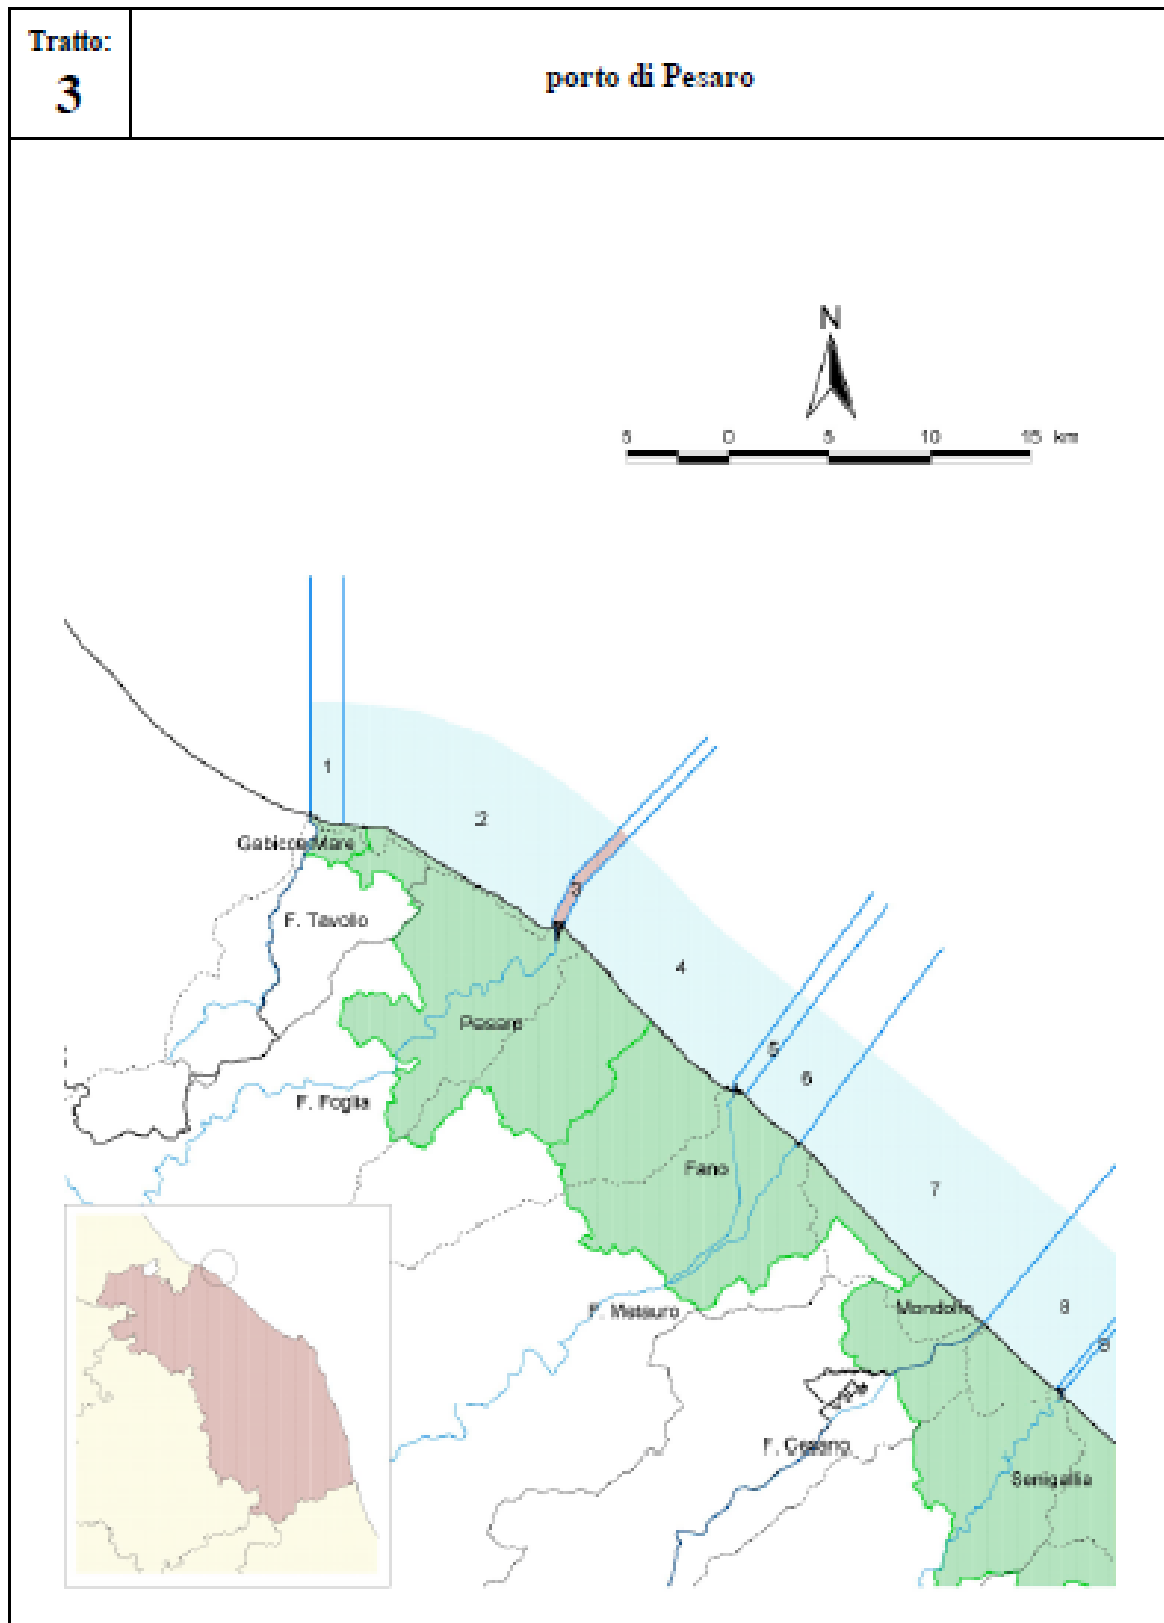 Tratto:
3
porto di Pesaro
N
5 0 5 10 15 km
1
2
Gabicce Mare
3
F. Tavollo
4
Pesaro
5
6
F. Foglia
Fano
7
F. Metauro
Mondolfo
8
9
F. Cesano
Senigallia